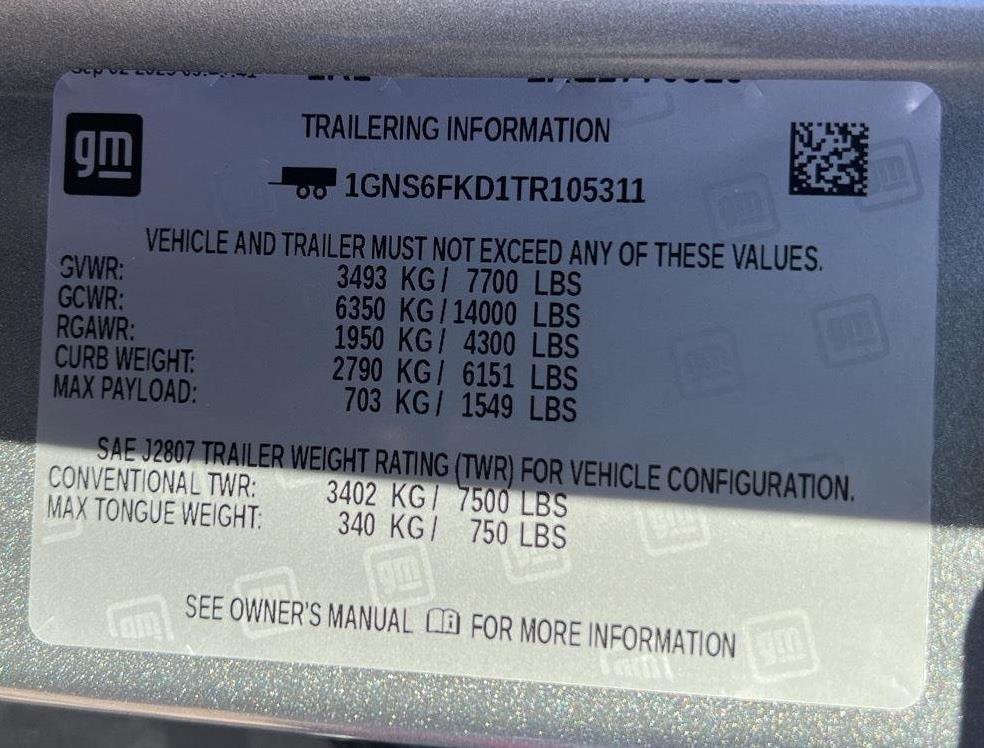 gm
TRAILERING INFORMATION
1GNS6FKD1TR105311
VEHICLE AND TRAILER MUST NOT EXCEED ANY OF THESE VALUES.
GVWR: 3493 KG/ 7700 LBS
GCWR: 6350 KG/14000 LBS
RGAWR: 1950 KG/ 4300 LBS
CURB WEIGHT: 2790 KG/ 6151 LBS
MAX PAYLOAD: 703 KG/ 1549 LBS
SAE J2807 TRAILER WEIGHT RATING (TWR) FOR VEHICLE CONFIGURATION.
CONVENTIONAL TWR: 3402 KG/ 7500 LBS
MAX TONGUE WEIGHT: 340 KG/ 750 LBS
SEE OWNER'S MANUAL FOR MORE INFORMATION